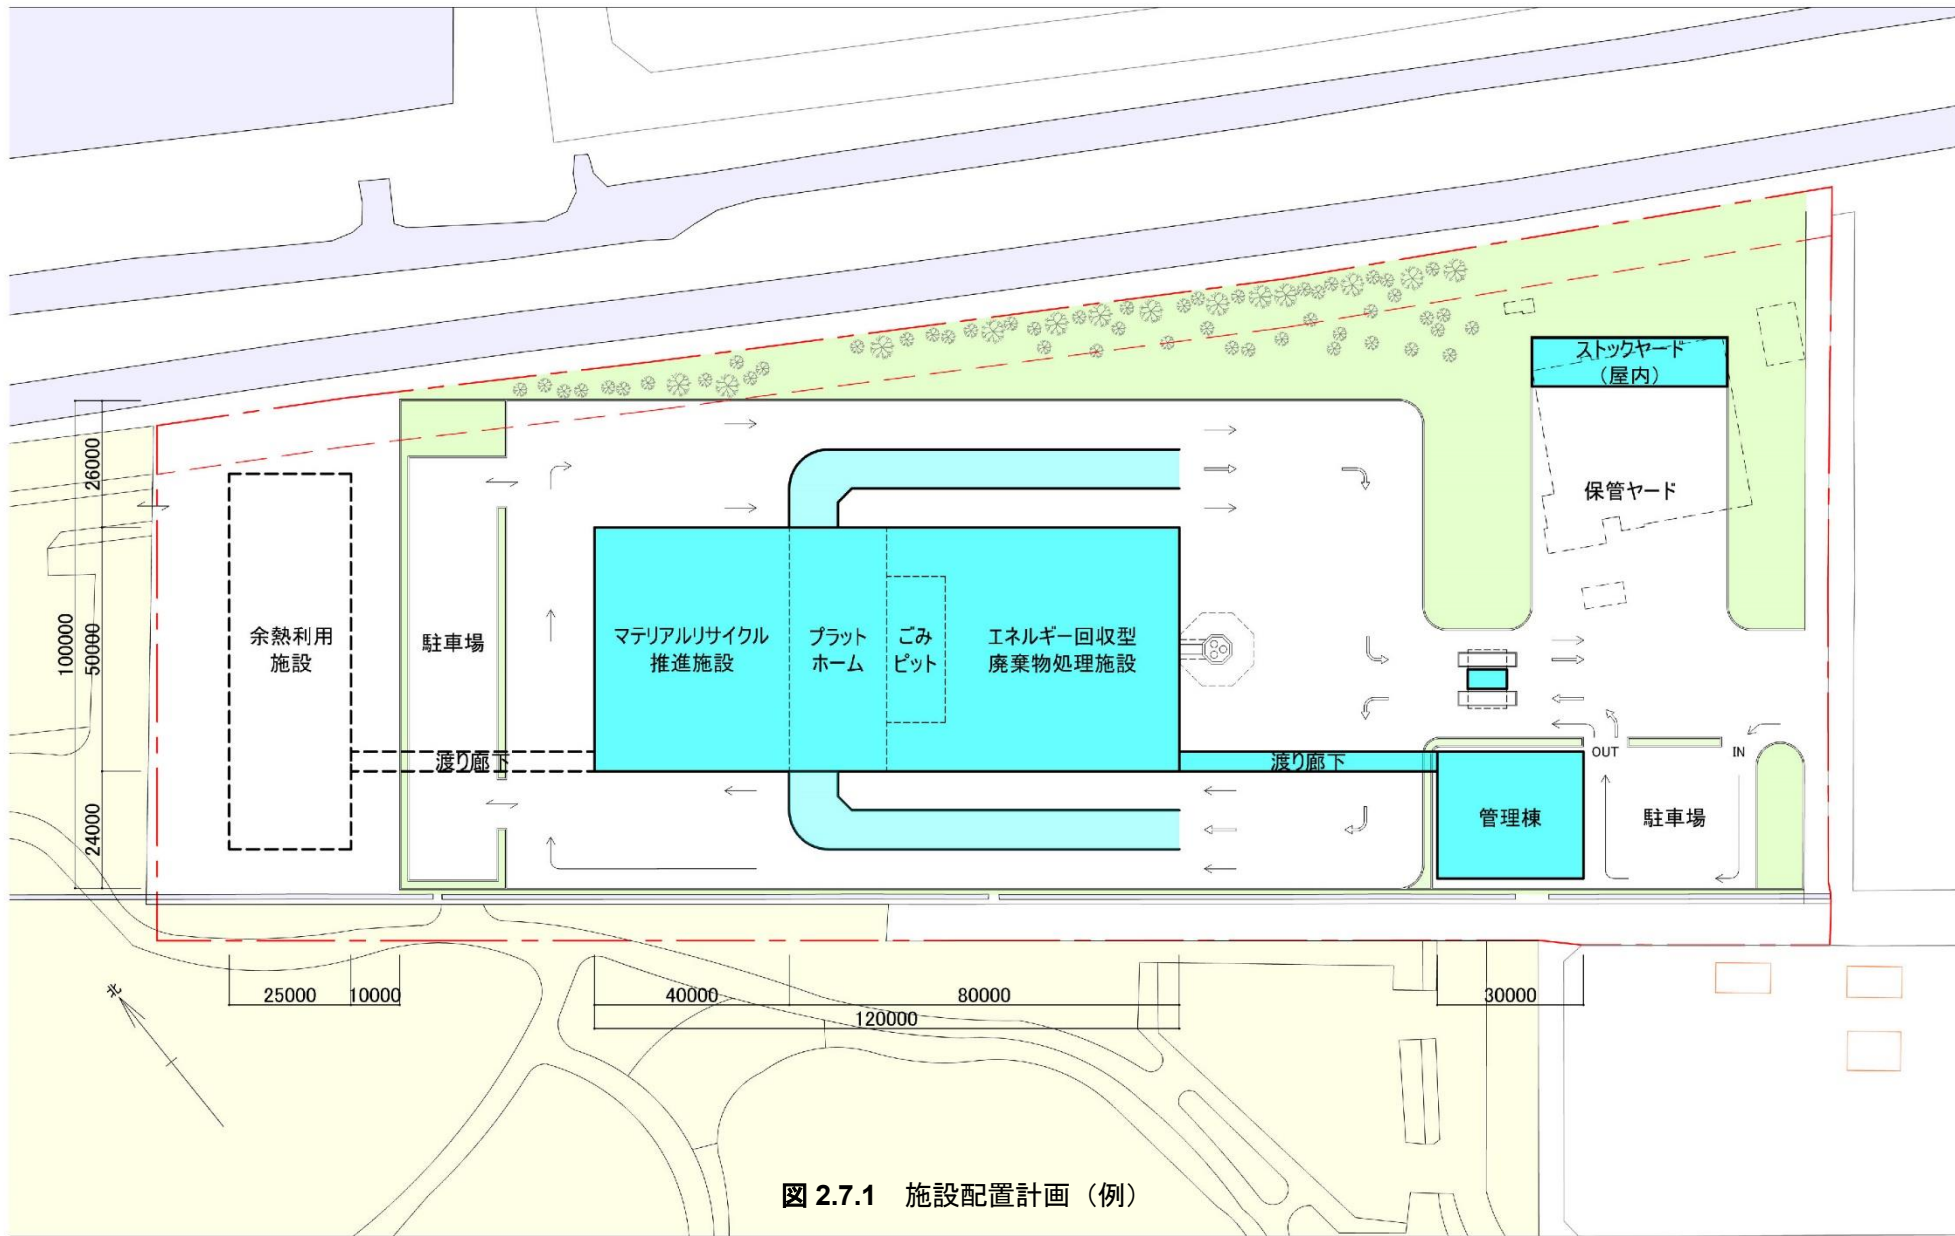 ストックヤード
（屋内）
保管ヤード
26000
100000
50000
24000
余熱利用
施設
駐車場
マテリアルリサイクル
推進施設
プラット
ホーム
ごみ
ピット
エネルギー回収型
廃棄物処理施設
渡り廊下
渡り廊下
OUT
IN
管理棟
駐車場
北
25000
10000
40000
80000
120000
30000
図 2.7.1 施設配置計画（例）